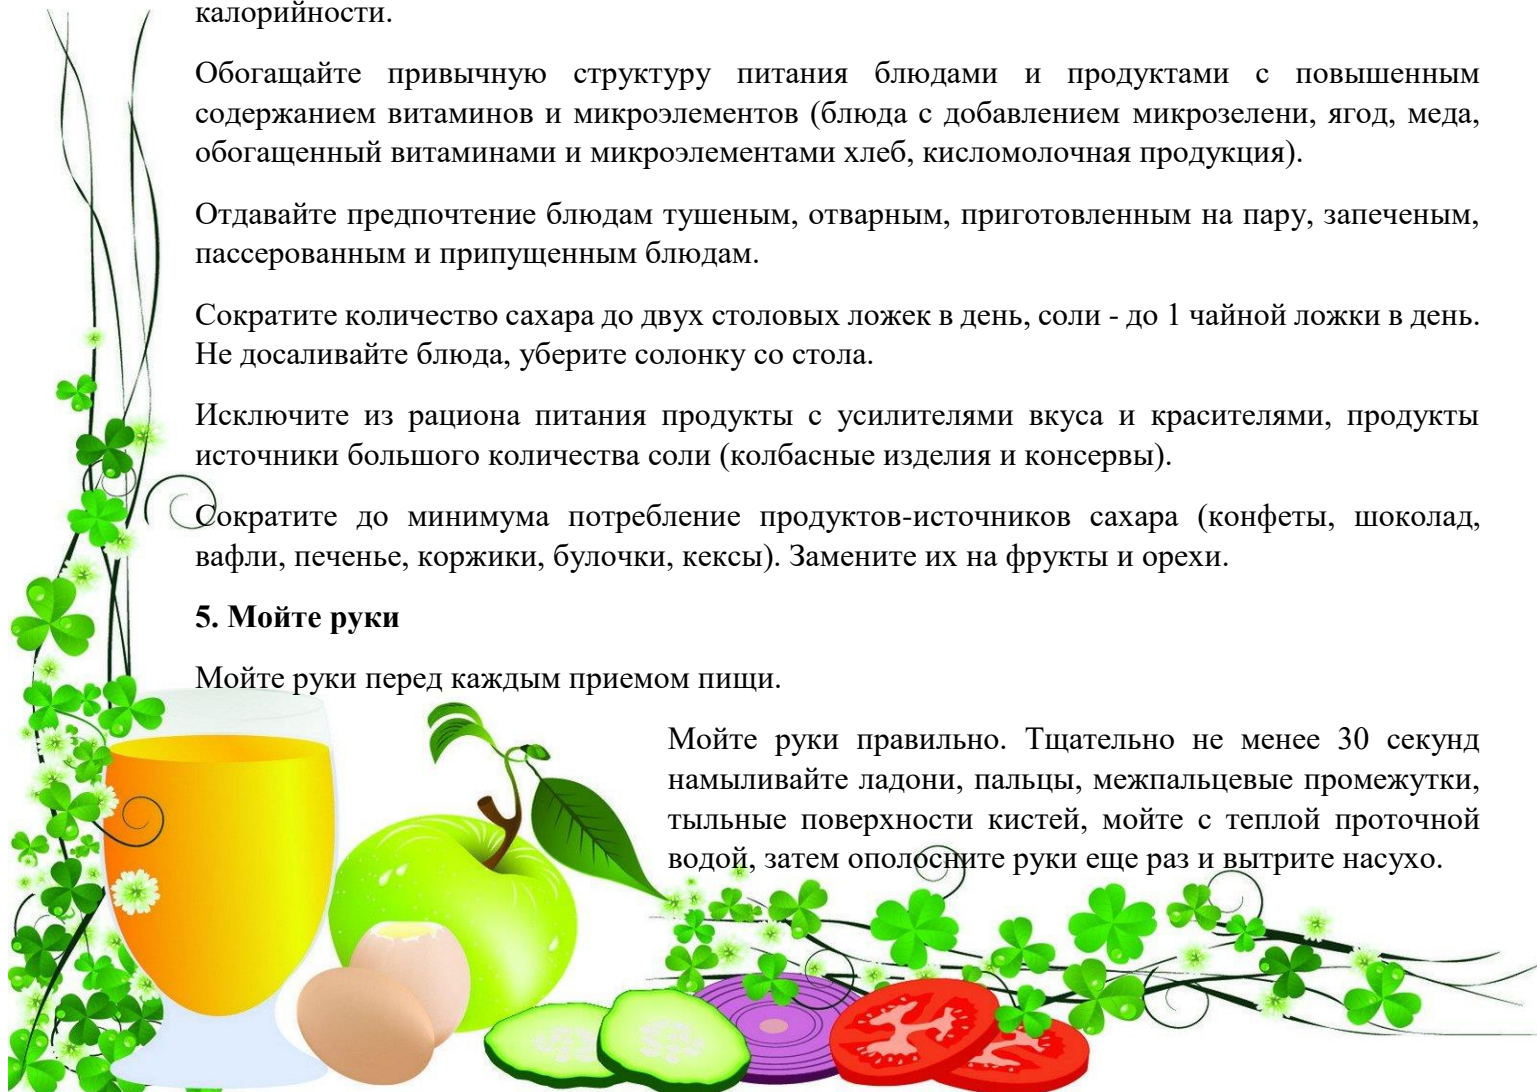 калорийности.
Обогащайте привычную структуру питания блюдами и продуктами с повышенным
содержанием витаминов и микроэлементов (блюда с добавлением микрозелени, ягод, меда,
обогащенный витаминами и микроэлементами хлеб, кисломолочная продукция).
Отдавайте предпочтение блюдам тушеным, отварным, приготовленным на пару, запеченым,
пассерованным и припущенным блюдам.
Сократите количество сахара до двух столовых ложек в день, соли - до 1 чайной ложки в день.
Не досаливайте блюда, уберите солонку со стола.
Исключите из рациона питания продукты с усилителями вкуса и красителями, продукты
источники большого количества соли (колбасные изделия и консервы).
Сократите до минимума потребление продуктов-источников сахара (конфеты, шоколад,
вафли, печенье, коржики, булочки, кексы). Замените их на фрукты и орехи.
5. Мойте руки
Мойте руки перед каждым приемом пищи.
Мойте руки правильно. Тщательно не менее 30 секунд
намыливайте ладони, пальцы, межпальцевые промежутки,
тыльные поверхности кистей, мойте с теплой проточной
водой, затем ополосните руки еще раз и вытрите насухо.